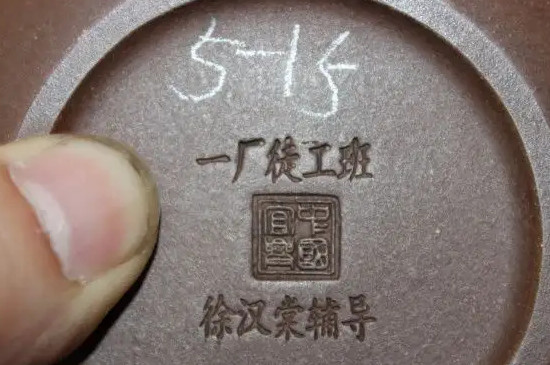 5-15
一厂徒工班
中國宜興
徐汉棠辅导